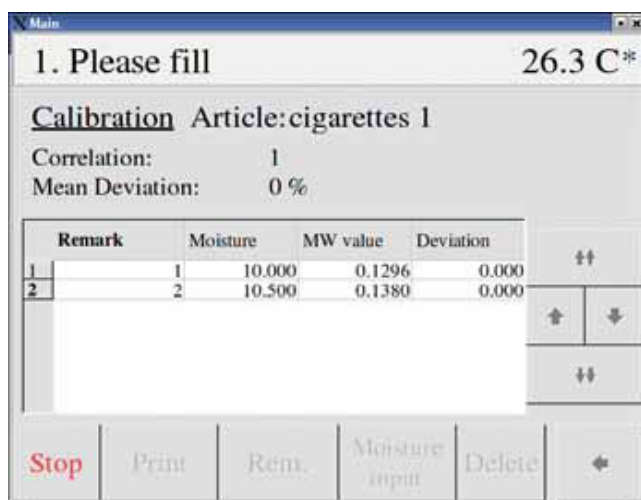 Main
1. Please fill 26.3 C*
Calibration Article:cigarettes 1
Correlation: 1
Mean Deviation: 0 %
Remark Moisture MW value Deviation
1 1 10.000 0.1296 0.000
2 2 10.500 0.1380 0.000
Stop Print Rem. Moisture input Delete